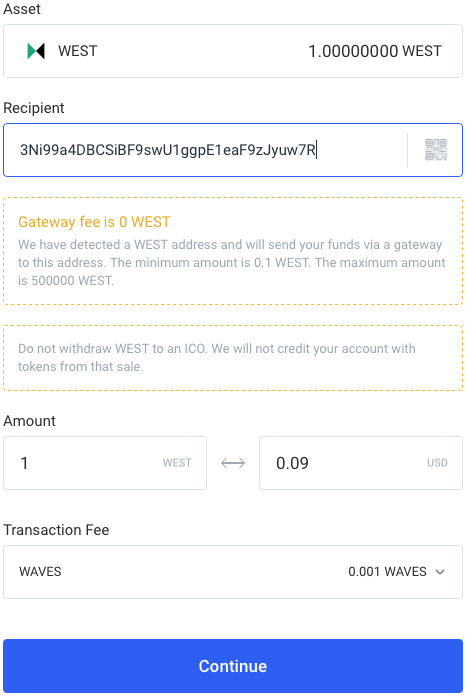 Asset
WEST 1.00000000 WEST
Recipient
3Ni99a4DBCSiBF9swU1ggpE1eaF9zJyuw7R
Gateway fee is 0 WEST
We have detected a WEST address and will send your funds via a gateway
to this address. The minimum amount is 0.1 WEST. The maximum amount
is 500000 WEST.
Do not withdraw WEST to an ICO. We will not credit your account with
tokens from that sale.
Amount
1 WEST 0.09 USD
Transaction Fee
WAVES 0.001 WAVES
Continue